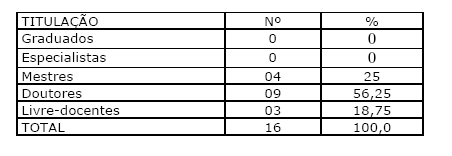 TITULAÇÃO Nº %
Graduados 0 0
Especialistas 0 0
Mestres 04 25
Doutores 09 56,25
Livre-docentes 03 18,75
TOTAL 16 100,0